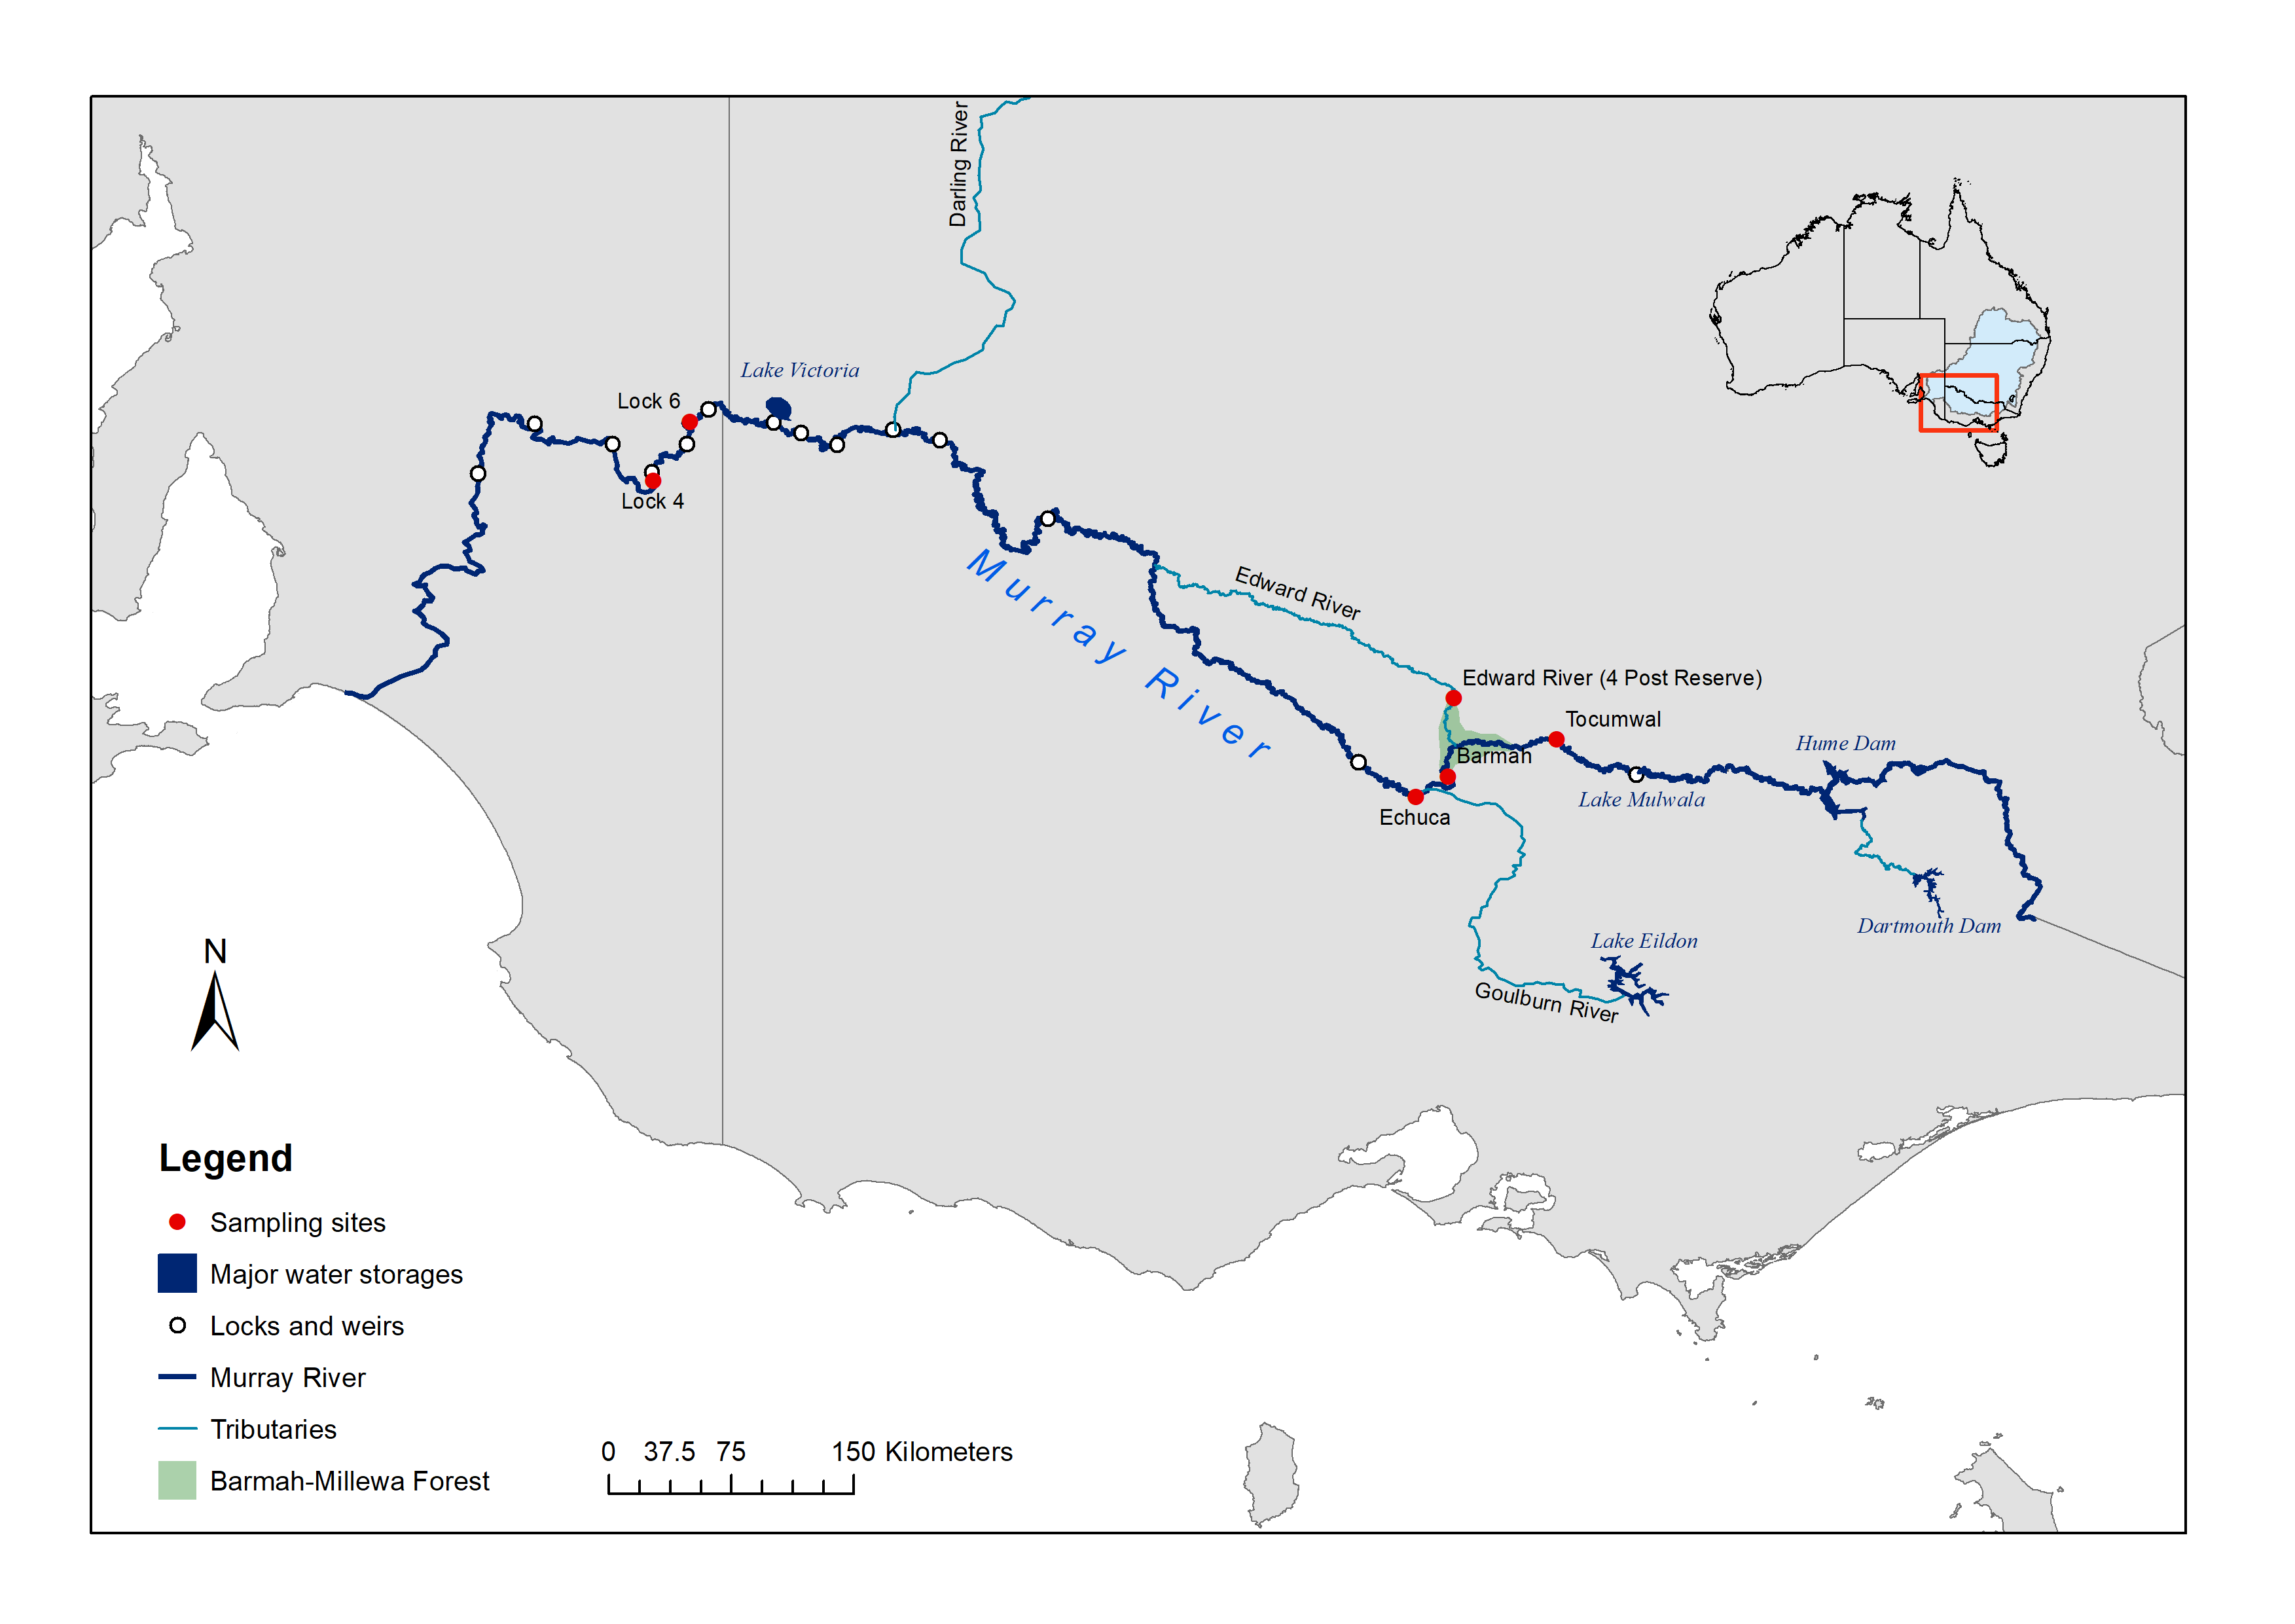 Darling River
Lake Victoria
Lock 6
Lock 4
Murray River
Edward River
Edward River (4 Post Reserve)
Tocumwal
Barmah
Hume Dam
Lake Mulwala
Echuca
Dartmouth Dam
Lake Eildon
Goulburn River
N
Legend
Sampling sites
Major water storages
Locks and weirs
Murray River
Tributaries
Barmah-Millewa Forest
0 37.5 75 150 Kilometers